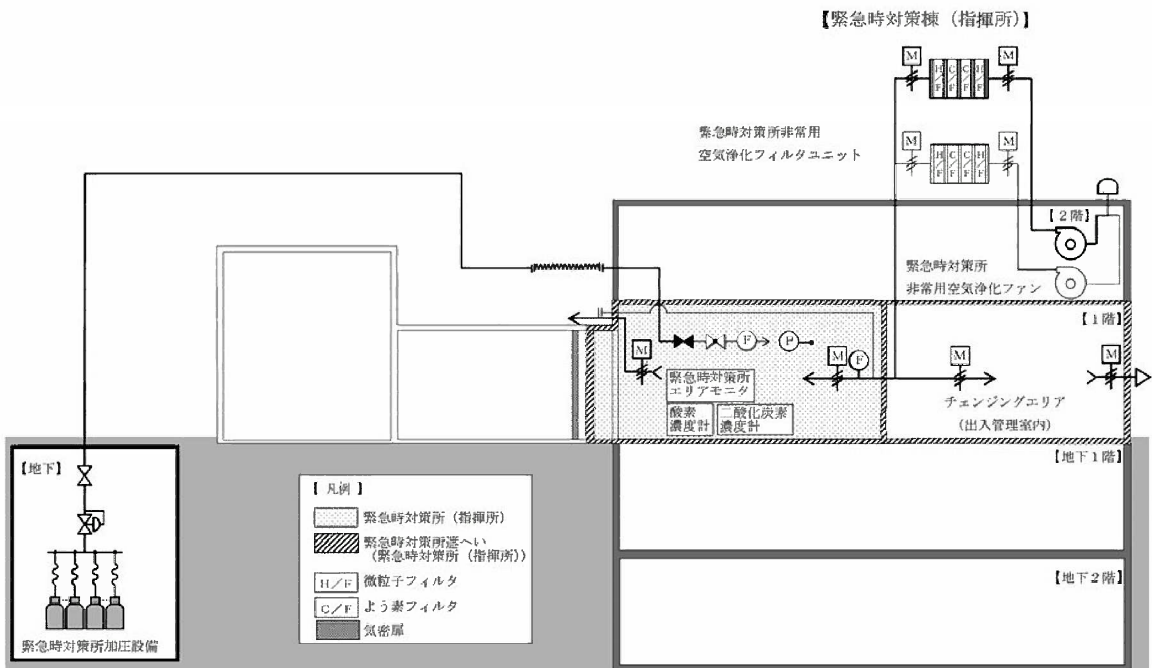 【緊急時対策棟（指揮所）】
M
M
H/F
C/F
C/F
H/F
緊急時対策所非常用
空気浄化フィルタユニット
M
M
H/F
C/F
C/F
H/F
【2階】
緊急時対策所
非常用空気浄化ファン
【1階】
M
F
P
M
F
M
M
緊急時対策所
エリアモニタ
酸素
濃度計
二酸化炭素
濃度計
チェンジングエリア
（出入管理室内）
【地下1階】
【地下2階】
【地下】
緊急時対策所加圧設備
【 凡例 】
緊急時対策所（指揮所）
緊急時対策所遮へい
（緊急時対策所（指揮所））
H/F
微粒子フィルタ
C/F
よう素フィルタ
気密扉